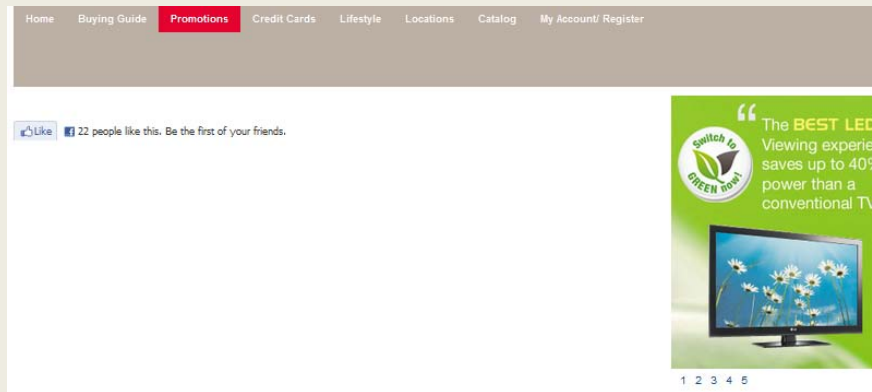 Home Buying Guide Promotions Credit Cards Lifestyle Locations Catalog My Account/ Register
Like 22 people like this. Be the first of your friends.
“
The BEST LED
Viewing experie
saves up to 40%
power than a
conventional TV
Switch to
GREEN now!
1 2 3 4 5